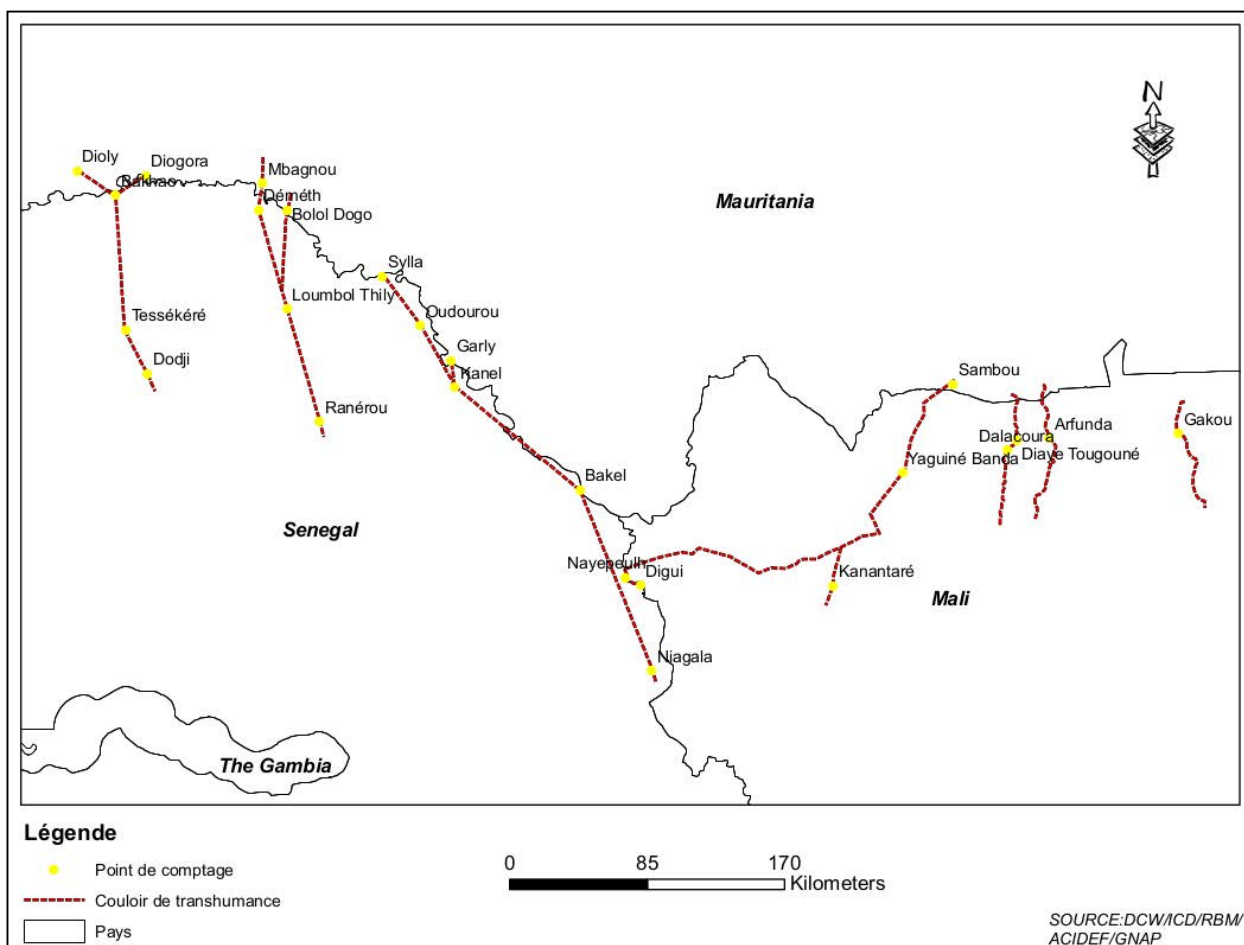 N
Dioly
Diogora
Mbagnou
Déméth
Bolol Dogo
Mauritania
Sylla
Loumbol Thily
Oudourou
Tessékéré
Garly
Dodji
Kanel
Sambou
Ranérou
Dalacoura
Arfunda
Gakou
Yaguiné Banda
Diaye Tougouné
Bakel
Senegal
Nayepeulh
Digui
Kanantaré
Mali
Niagala
The Gambia
Légende
Point de comptage
Couloir de transhumance
Pays
0 85 170
Kilometers
SOURCE:DCW/ICD/RBM/
ACIDEF/GNAP